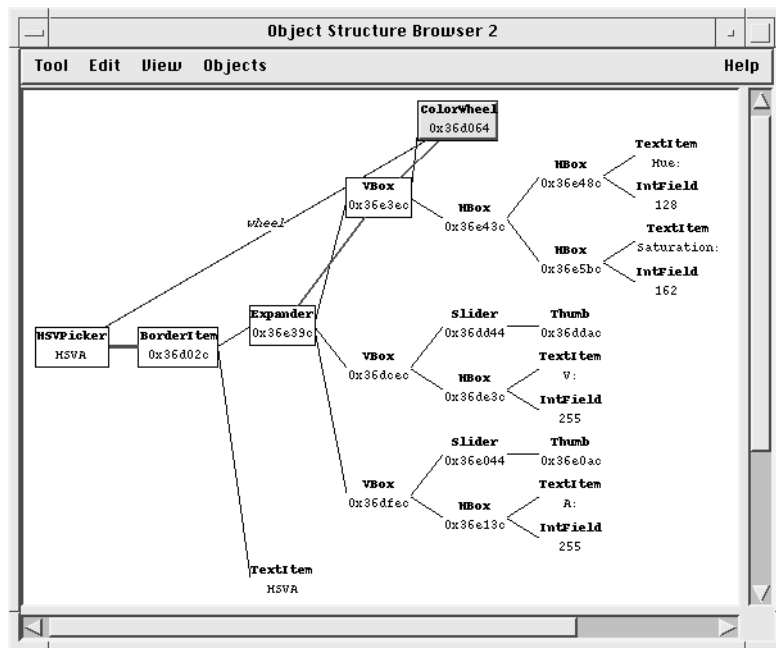 Object Structure Browser 2
Tool Edit View Objects Help
ColorWheel
0x36d064
TextItem
Hue:
HBox
0x36e48c
IntField
128
VBox
0x36e3ec
HBox
0x36e43c
TextItem
Saturation:
wheel
HBox
0x36e5bc
IntField
162
HSVPicker
HSVA
BorderItem
0x36d02c
Expander
0x36e39c
Slider
0x36dd44
Thumb
0x36ddac
VBox
0x36dcec
TextItem
V:
HBox
0x36de3c
IntField
255
Slider
0x36e044
Thumb
0x36e0ac
VBox
0x36dfec
TextItem
A:
HBox
0x36e13c
IntField
255
TextItem
HSVA